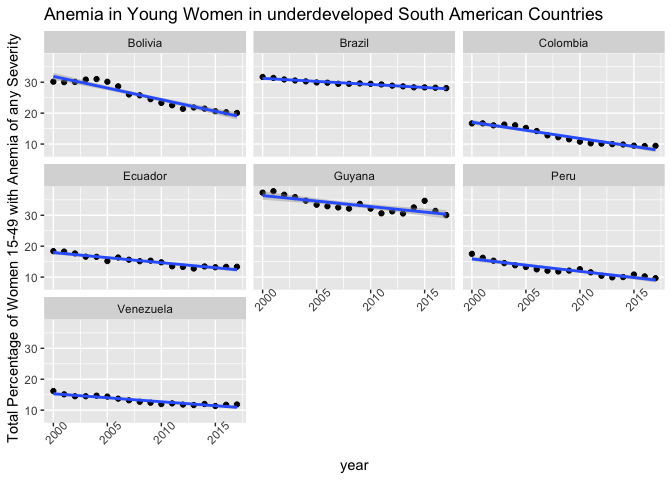 Anemia in Young Women in underdeveloped South American Countries
Bolivia
Brazil
Colombia
30
20
10
Ecuador
Guyana
Peru
30
20
10
2000
2005
2010
2015
2000
2005
2010
2015
Venezuela
30
20
10
2000
2005
2010
2015
year
Total Percentage of Women 15-49 with Anemia of any Severity